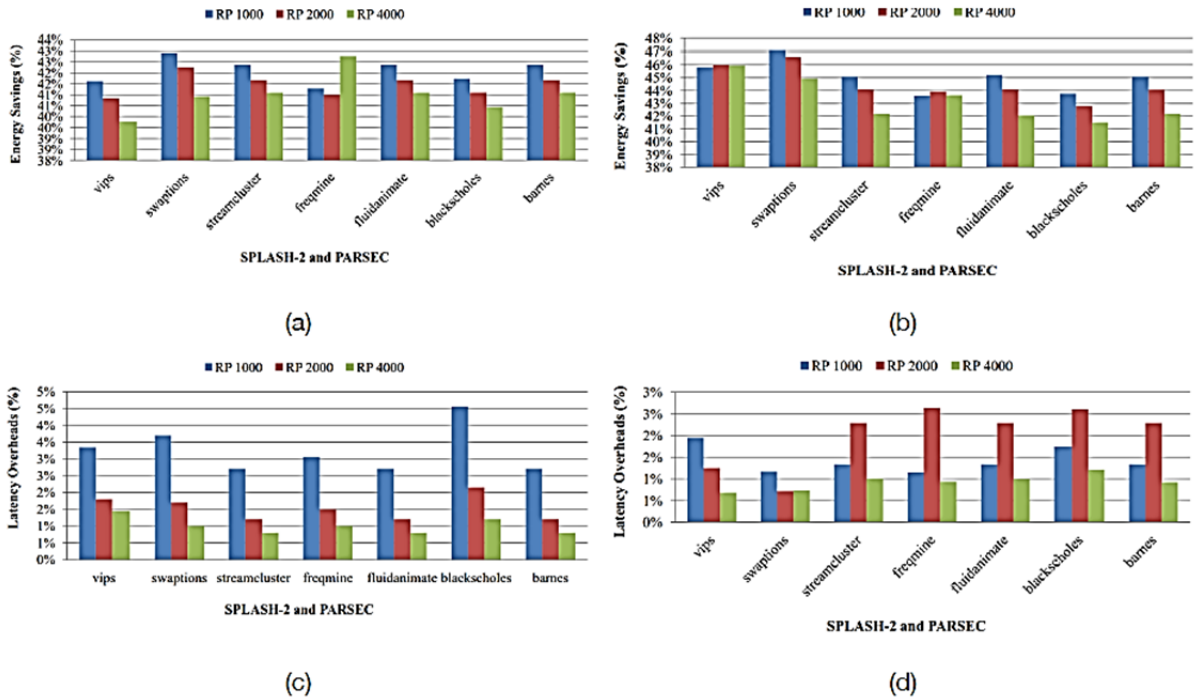 RP 1000 RP 2000 RP 4000
Energy Savings (%)
44%
43%
42%
42%
41%
40%
40%
39%
38%
vips swaptions streamcluster freqmine fluidanimate blackscholes barnes
SPLASH-2 and PARSEC
(a)
RP 1000 RP 2000 RP 4000
Energy Savings (%)
48%
47%
46%
45%
44%
43%
42%
41%
40%
39%
38%
vips swaptions streamcluster freqmine fluidanimate blackscholes barnes
SPLASH-2 and PARSEC
(b)
RP 1000 RP 2000 RP 4000
Latency Overheads (%)
5%
5%
4%
4%
3%
3%
2%
2%
1%
1%
0%
vips swaptions streamcluster freqmine fluidanimate blackscholes barnes
SPLASH-2 and PARSEC
(c)
RP 1000 RP 2000 RP 4000
Latency Overheads (%)
3%
3%
2%
2%
1%
1%
0%
vips swaptions streamcluster freqmine fluidanimate blackscholes barnes
SPLASH-2 and PARSEC
(d)